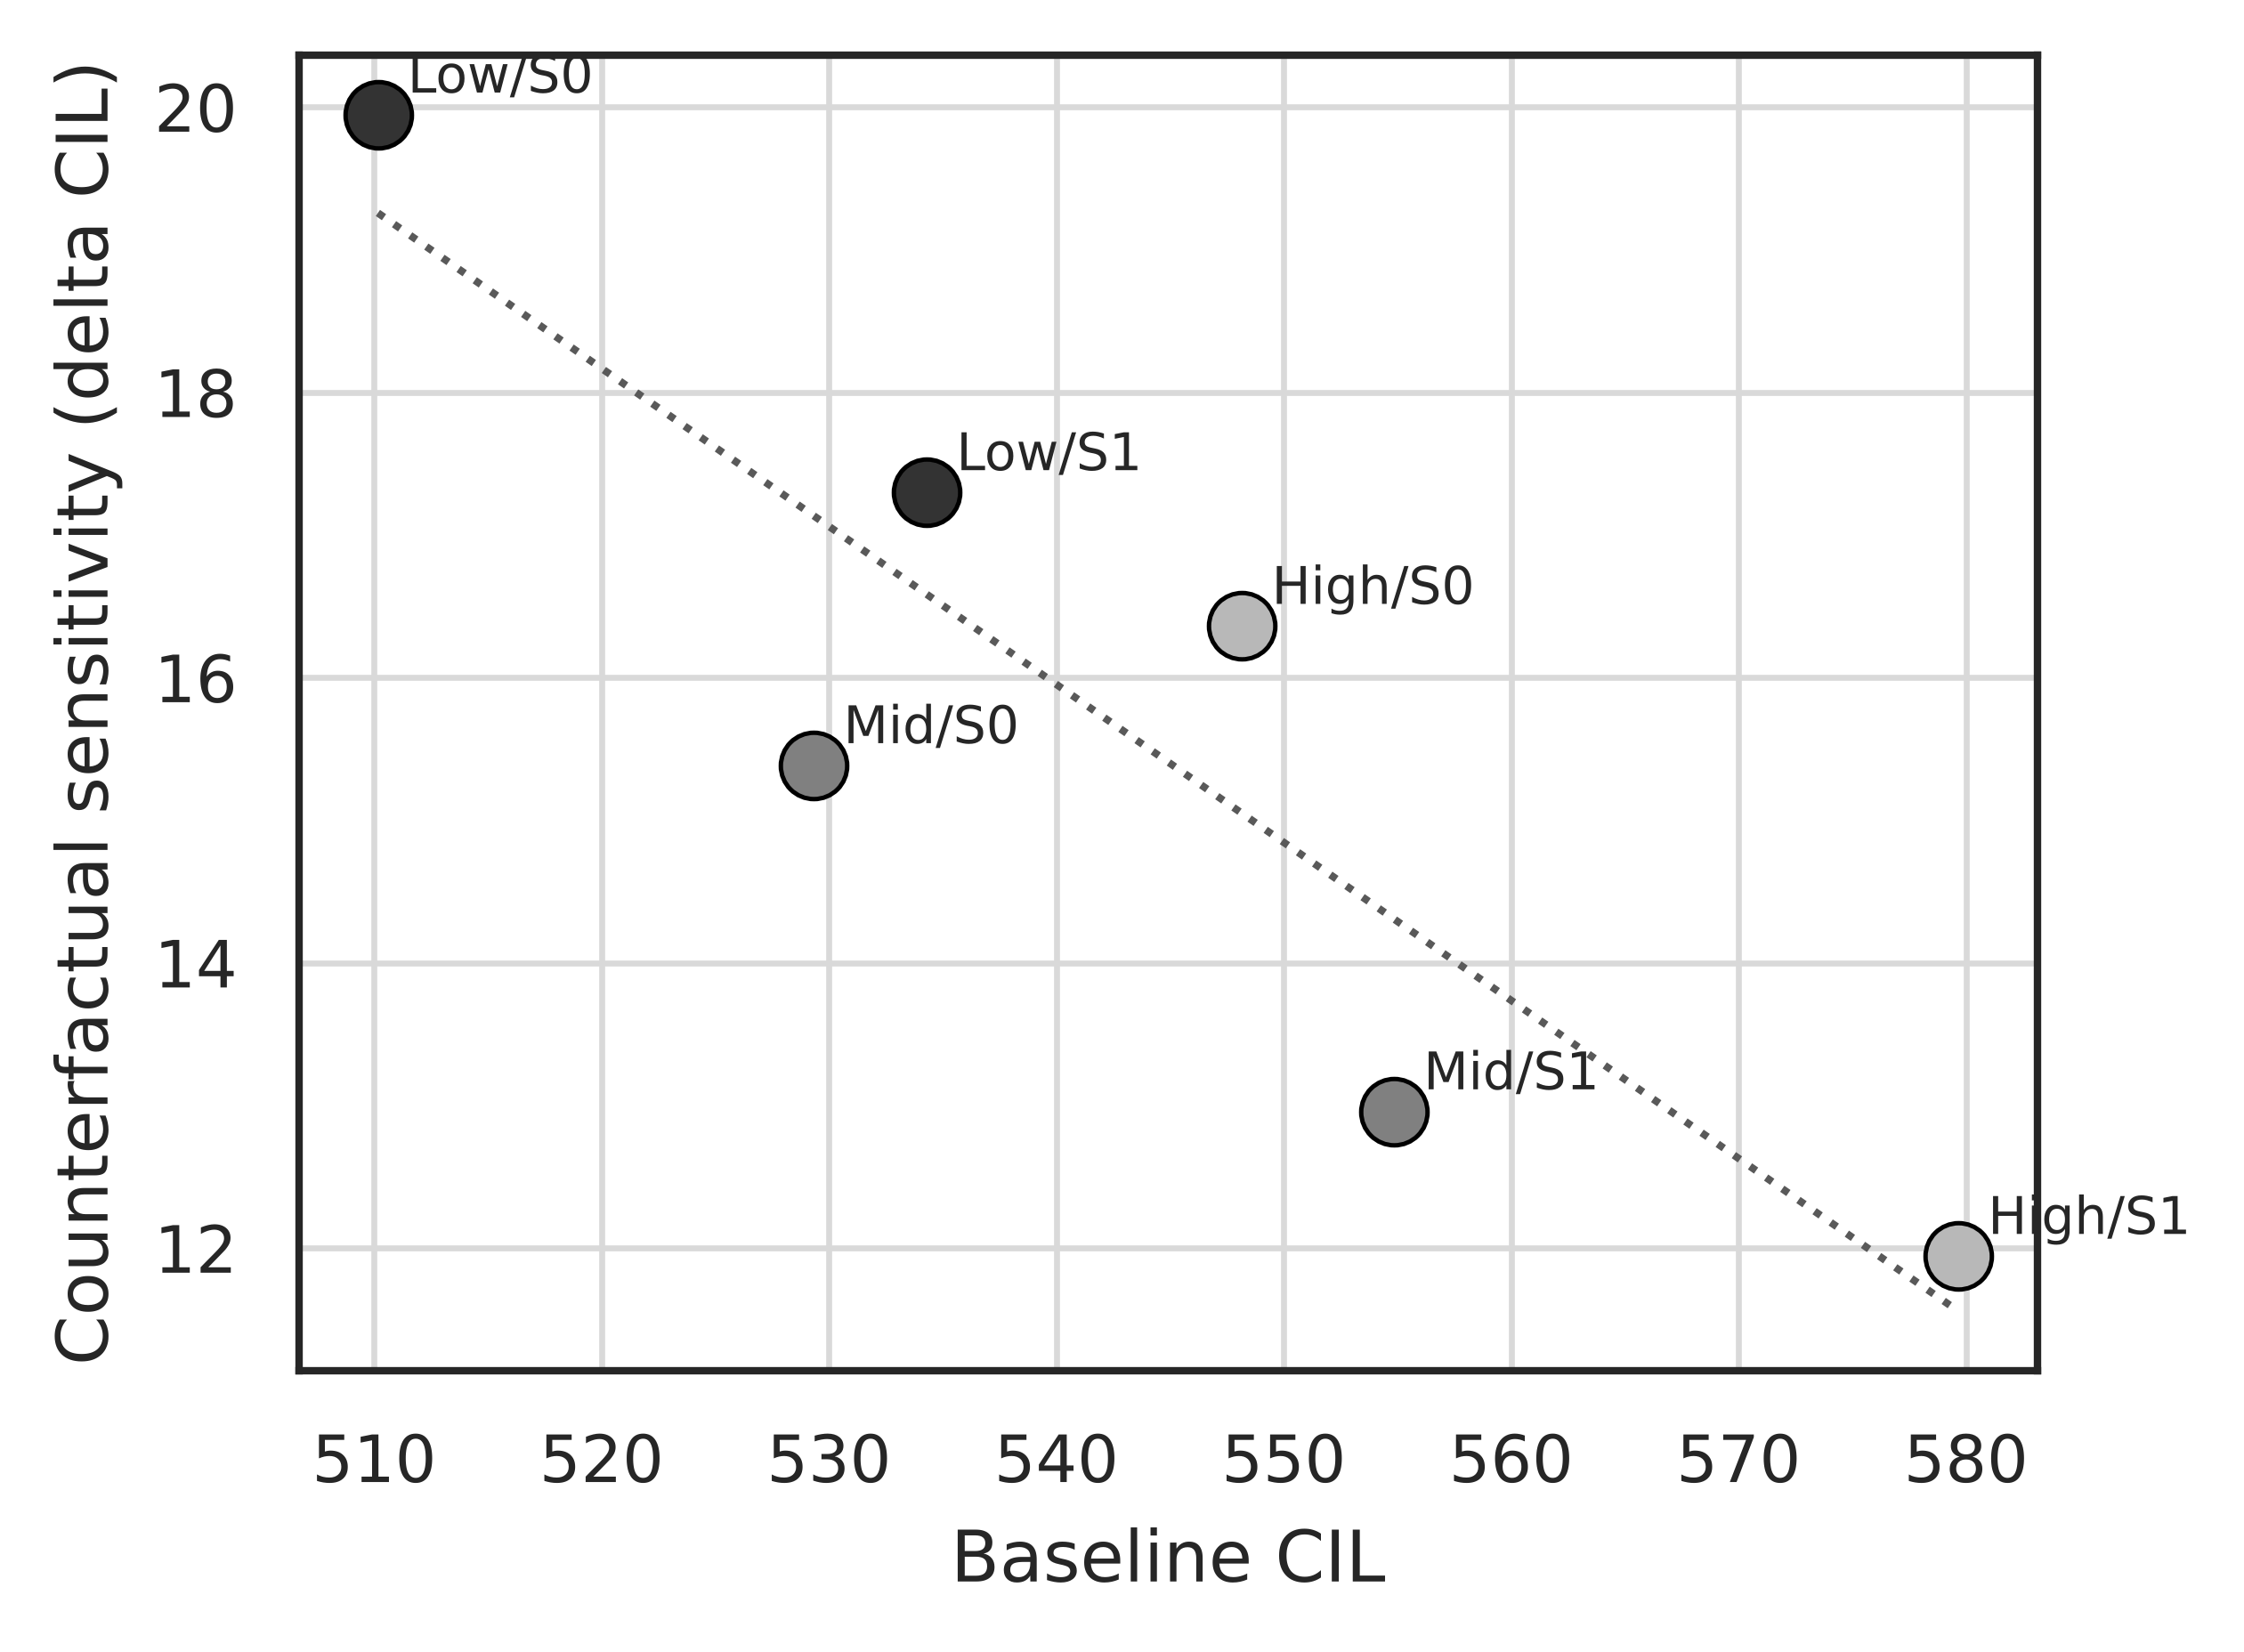 Counterfactual sensitivity (delta CIL)
20
18
16
14
12
Low/S0
Low/S1
High/S0
Mid/S0
Mid/S1
High/S1
510 520 530 540 550 560 570 580
Baseline CIL